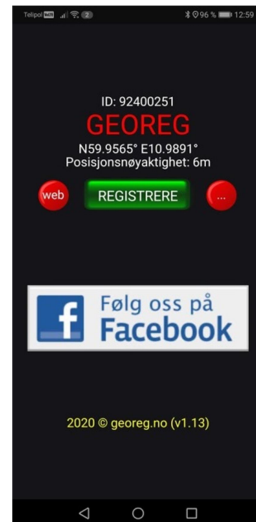 Telipol 96 % 12:59
ID: 92400251
GEOREG
N59.9565° E10.9891°
Posisjonsnøyaktighet: 6m
web REGISTRERE ...
f Følg oss på
Facebook
2020 © georeg.no (v1.13)